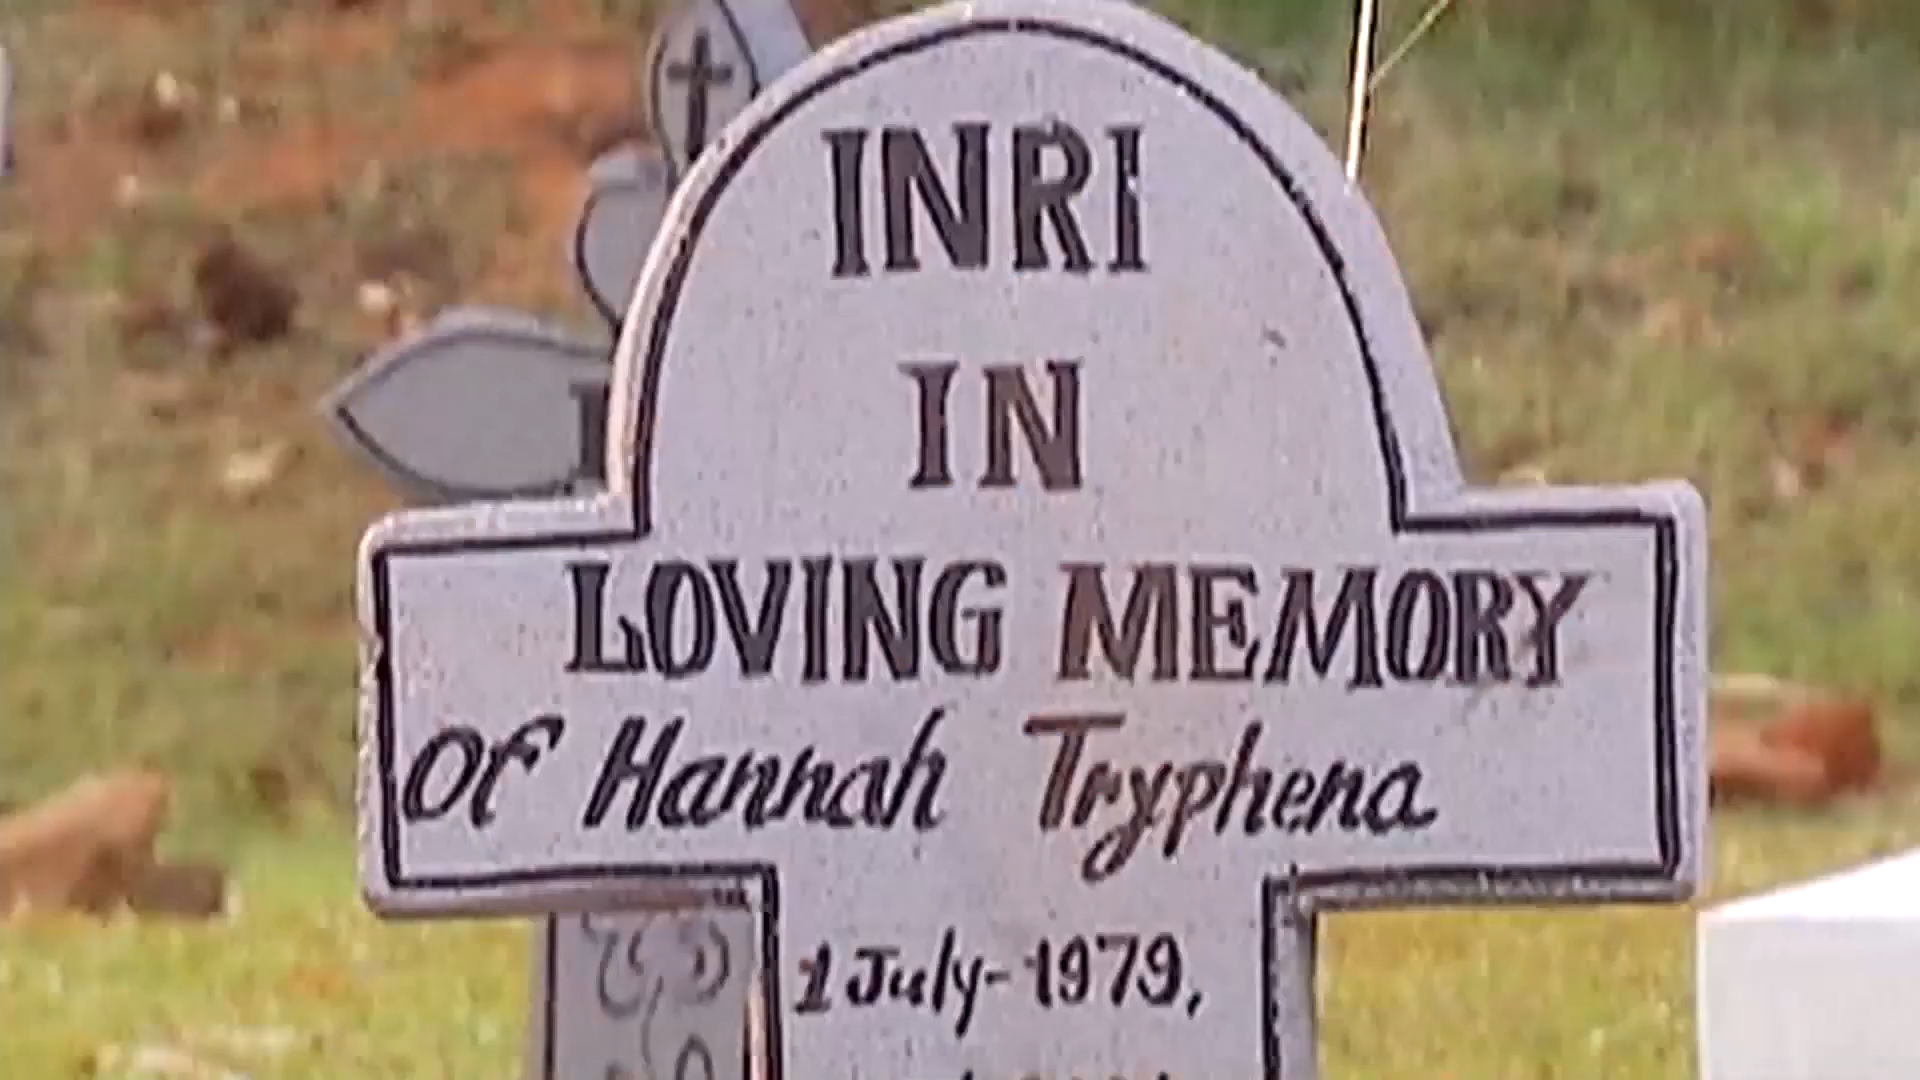 INRI
IN
LOVING MEMORY
Of Hannah Tryphena
1 July-1979,